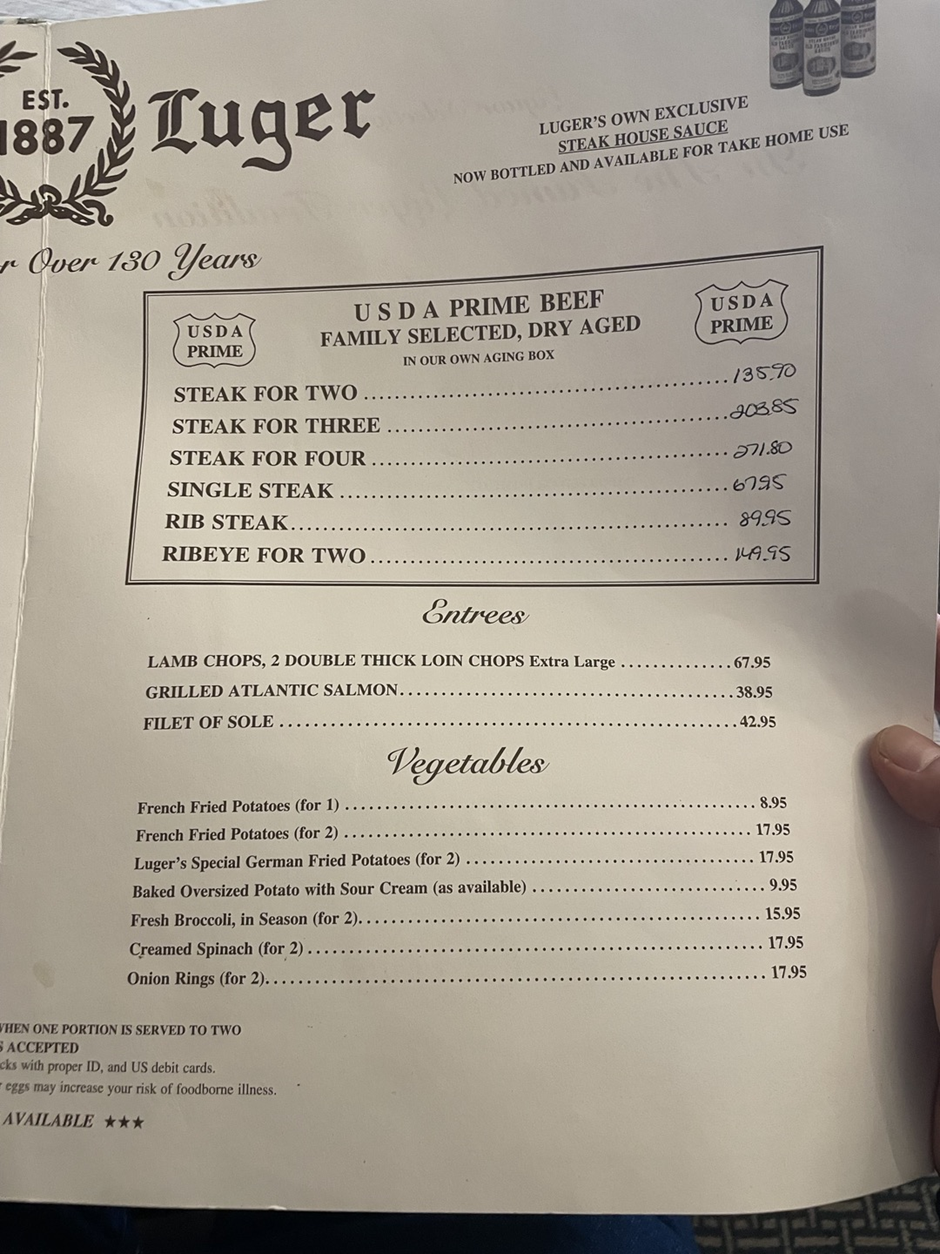 EST.
1887
Luger
LUGER'S OWN EXCLUSIVE
STEAK HOUSE SAUCE
NOW BOTTLED AND AVAILABLE FOR TAKE HOME USE
Over 130 Years
USDA PRIME
USDA PRIME BEEF
FAMILY SELECTED, DRY AGED
IN OUR OWN AGING BOX
USDA PRIME
STEAK FOR TWO 135.90
STEAK FOR THREE 203.85
STEAK FOR FOUR 271.80
SINGLE STEAK 67.95
RIB STEAK 89.95
RIBEYE FOR TWO 149.95
Entrees
LAMB CHOPS, 2 DOUBLE THICK LOIN CHOPS Extra Large 67.95
GRILLED ATLANTIC SALMON 38.95
FILET OF SOLE 42.95
Vegetables
French Fried Potatoes (for 1) 8.95
French Fried Potatoes (for 2) 17.95
Luger's Special German Fried Potatoes (for 2) 17.95
Baked Oversized Potato with Sour Cream (as available) 9.95
Fresh Broccoli, in Season (for 2) 15.95
Creamed Spinach (for 2) 17.95
Onion Rings (for 2) 17.95
WHEN ONE PORTION IS SERVED TO TWO
ACCEPTED
with proper ID, and US debit cards.
eggs may increase your risk of foodborne illness.
AVAILABLE ★★★